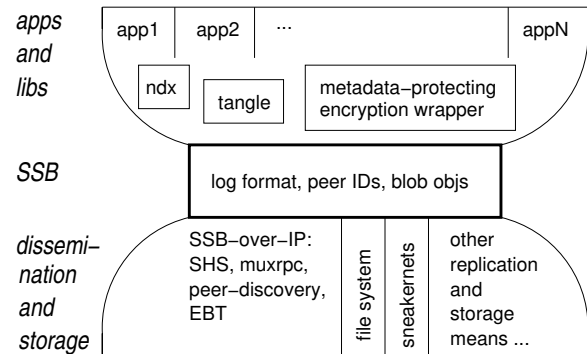 apps
and
libs
app1
app2
...
appN
ndx
tangle
metadata-protecting
encryption wrapper
SSB
log format, peer IDs, blob objs
dissemi-
nation
and
storage
SSB-over-IP:
SHS, muxrpc,
peer-discovery,
EBT
file system
sneakernets
other
replication
and
storage
means ...